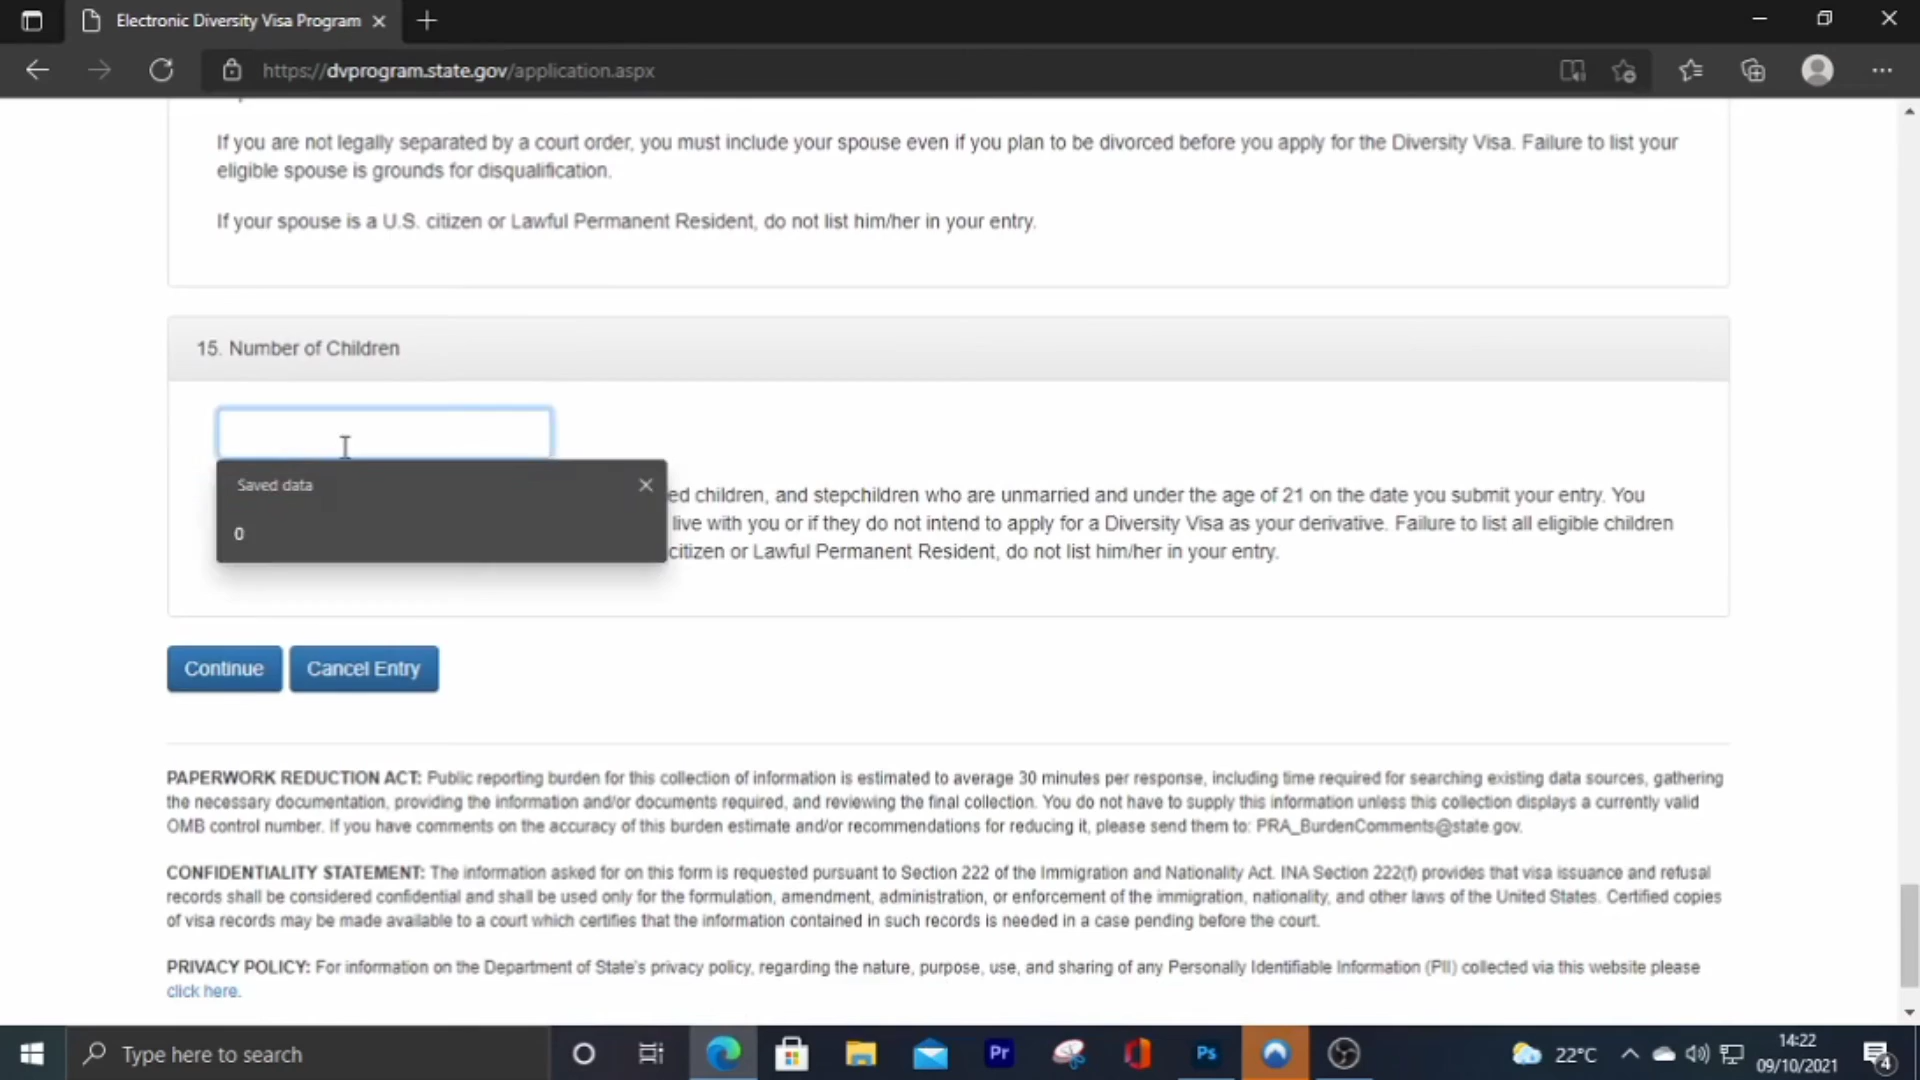 Electronic Diversity Visa Program
https://dvprogram.state.gov/application.aspx
If you are not legally separated by a court order, you must include your spouse even if you plan to be divorced before you apply for the Diversity Visa. Failure to list your
eligible spouse is grounds for disqualification.
If your spouse is a U.S. citizen or Lawful Permanent Resident, do not list him/her in your entry.
15. Number of Children
Saved data
0
ed children, and stepchildren who are unmarried and under the age of 21 on the date you submit your entry. You
live with you or if they do not intend to apply for a Diversity Visa as your derivative. Failure to list all eligible children
citizen or Lawful Permanent Resident, do not list him/her in your entry.
Continue Cancel Entry
PAPERWORK REDUCTION ACT: Public reporting burden for this collection of information is estimated to average 30 minutes per response, including time required for searching existing data sources, gathering
the necessary documentation, providing the information and/or documents required, and reviewing the final collection. You do not have to supply this information unless this collection displays a currently valid
OMB control number. If you have comments on the accuracy of this burden estimate and/or recommendations for reducing it, please send them to: PRA_BurdenComments@state.gov.
CONFIDENTIALITY STATEMENT: The information asked for on this form is requested pursuant to Section 222 of the Immigration and Nationality Act. INA Section 222(f) provides that visa issuance and refusal
records shall be considered confidential and shall be used only for the formulation, amendment, administration, or enforcement of the immigration, nationality, and other laws of the United States. Certified copies
of visa records may be made available to a court which certifies that the information contained in such records is needed in a case pending before the court.
PRIVACY POLICY: For information on the Department of State's privacy policy, regarding the nature, purpose, use, and sharing of any Personally Identifiable Information (PII) collected via this website please
click here.
Type here to search
Pr
Ps
22°C
14:22
09/10/2021
4